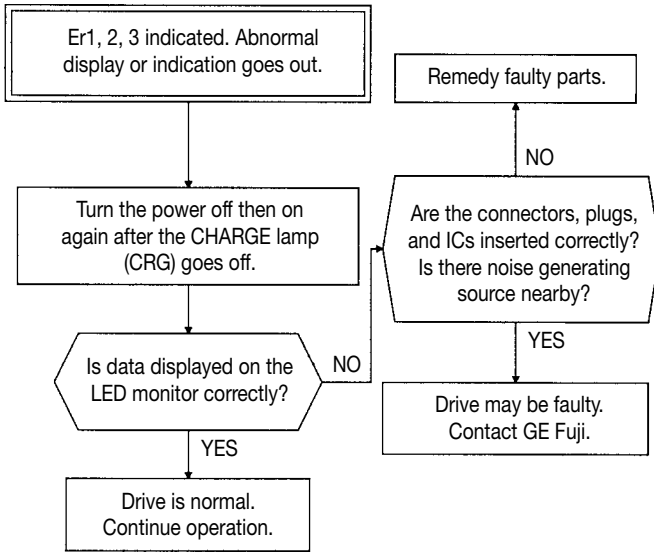 Er1, 2, 3 indicated. Abnormal
display or indication goes out.
Turn the power off then on
again after the CHARGE lamp
(CRG) goes off.
Is data displayed on the
LED monitor correctly?
NO
YES
Drive is normal.
Continue operation.
Remedy faulty parts.
NO
Are the connectors, plugs,
and ICs inserted correctly?
Is there noise generating
source nearby?
YES
Drive may be faulty.
Contact GE Fuji.